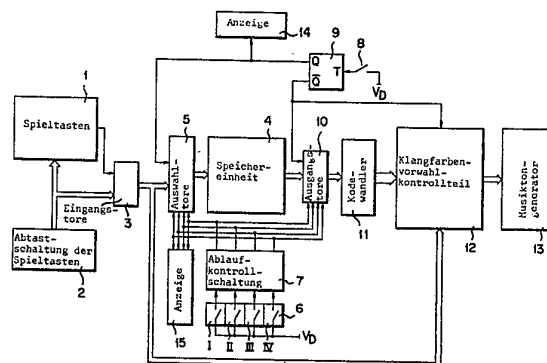 Anzeige
14
9
8
Q
Q
T
V_D
1
Spieltasten
5
Auswahl-
tore
4
Speicher-
einheit
10
Ausgangs-
tore
Kode-
wandler
11
Klangfarben-
vorwahl-
kontrollteil
12
Musikton-
generator
13
Eingangs-
tore
3
Abtast-
schaltung der
Spieltasten
2
Anzeige
15
Ablauf-
kontroll-
schaltung
7
6
I II III IV
V_D